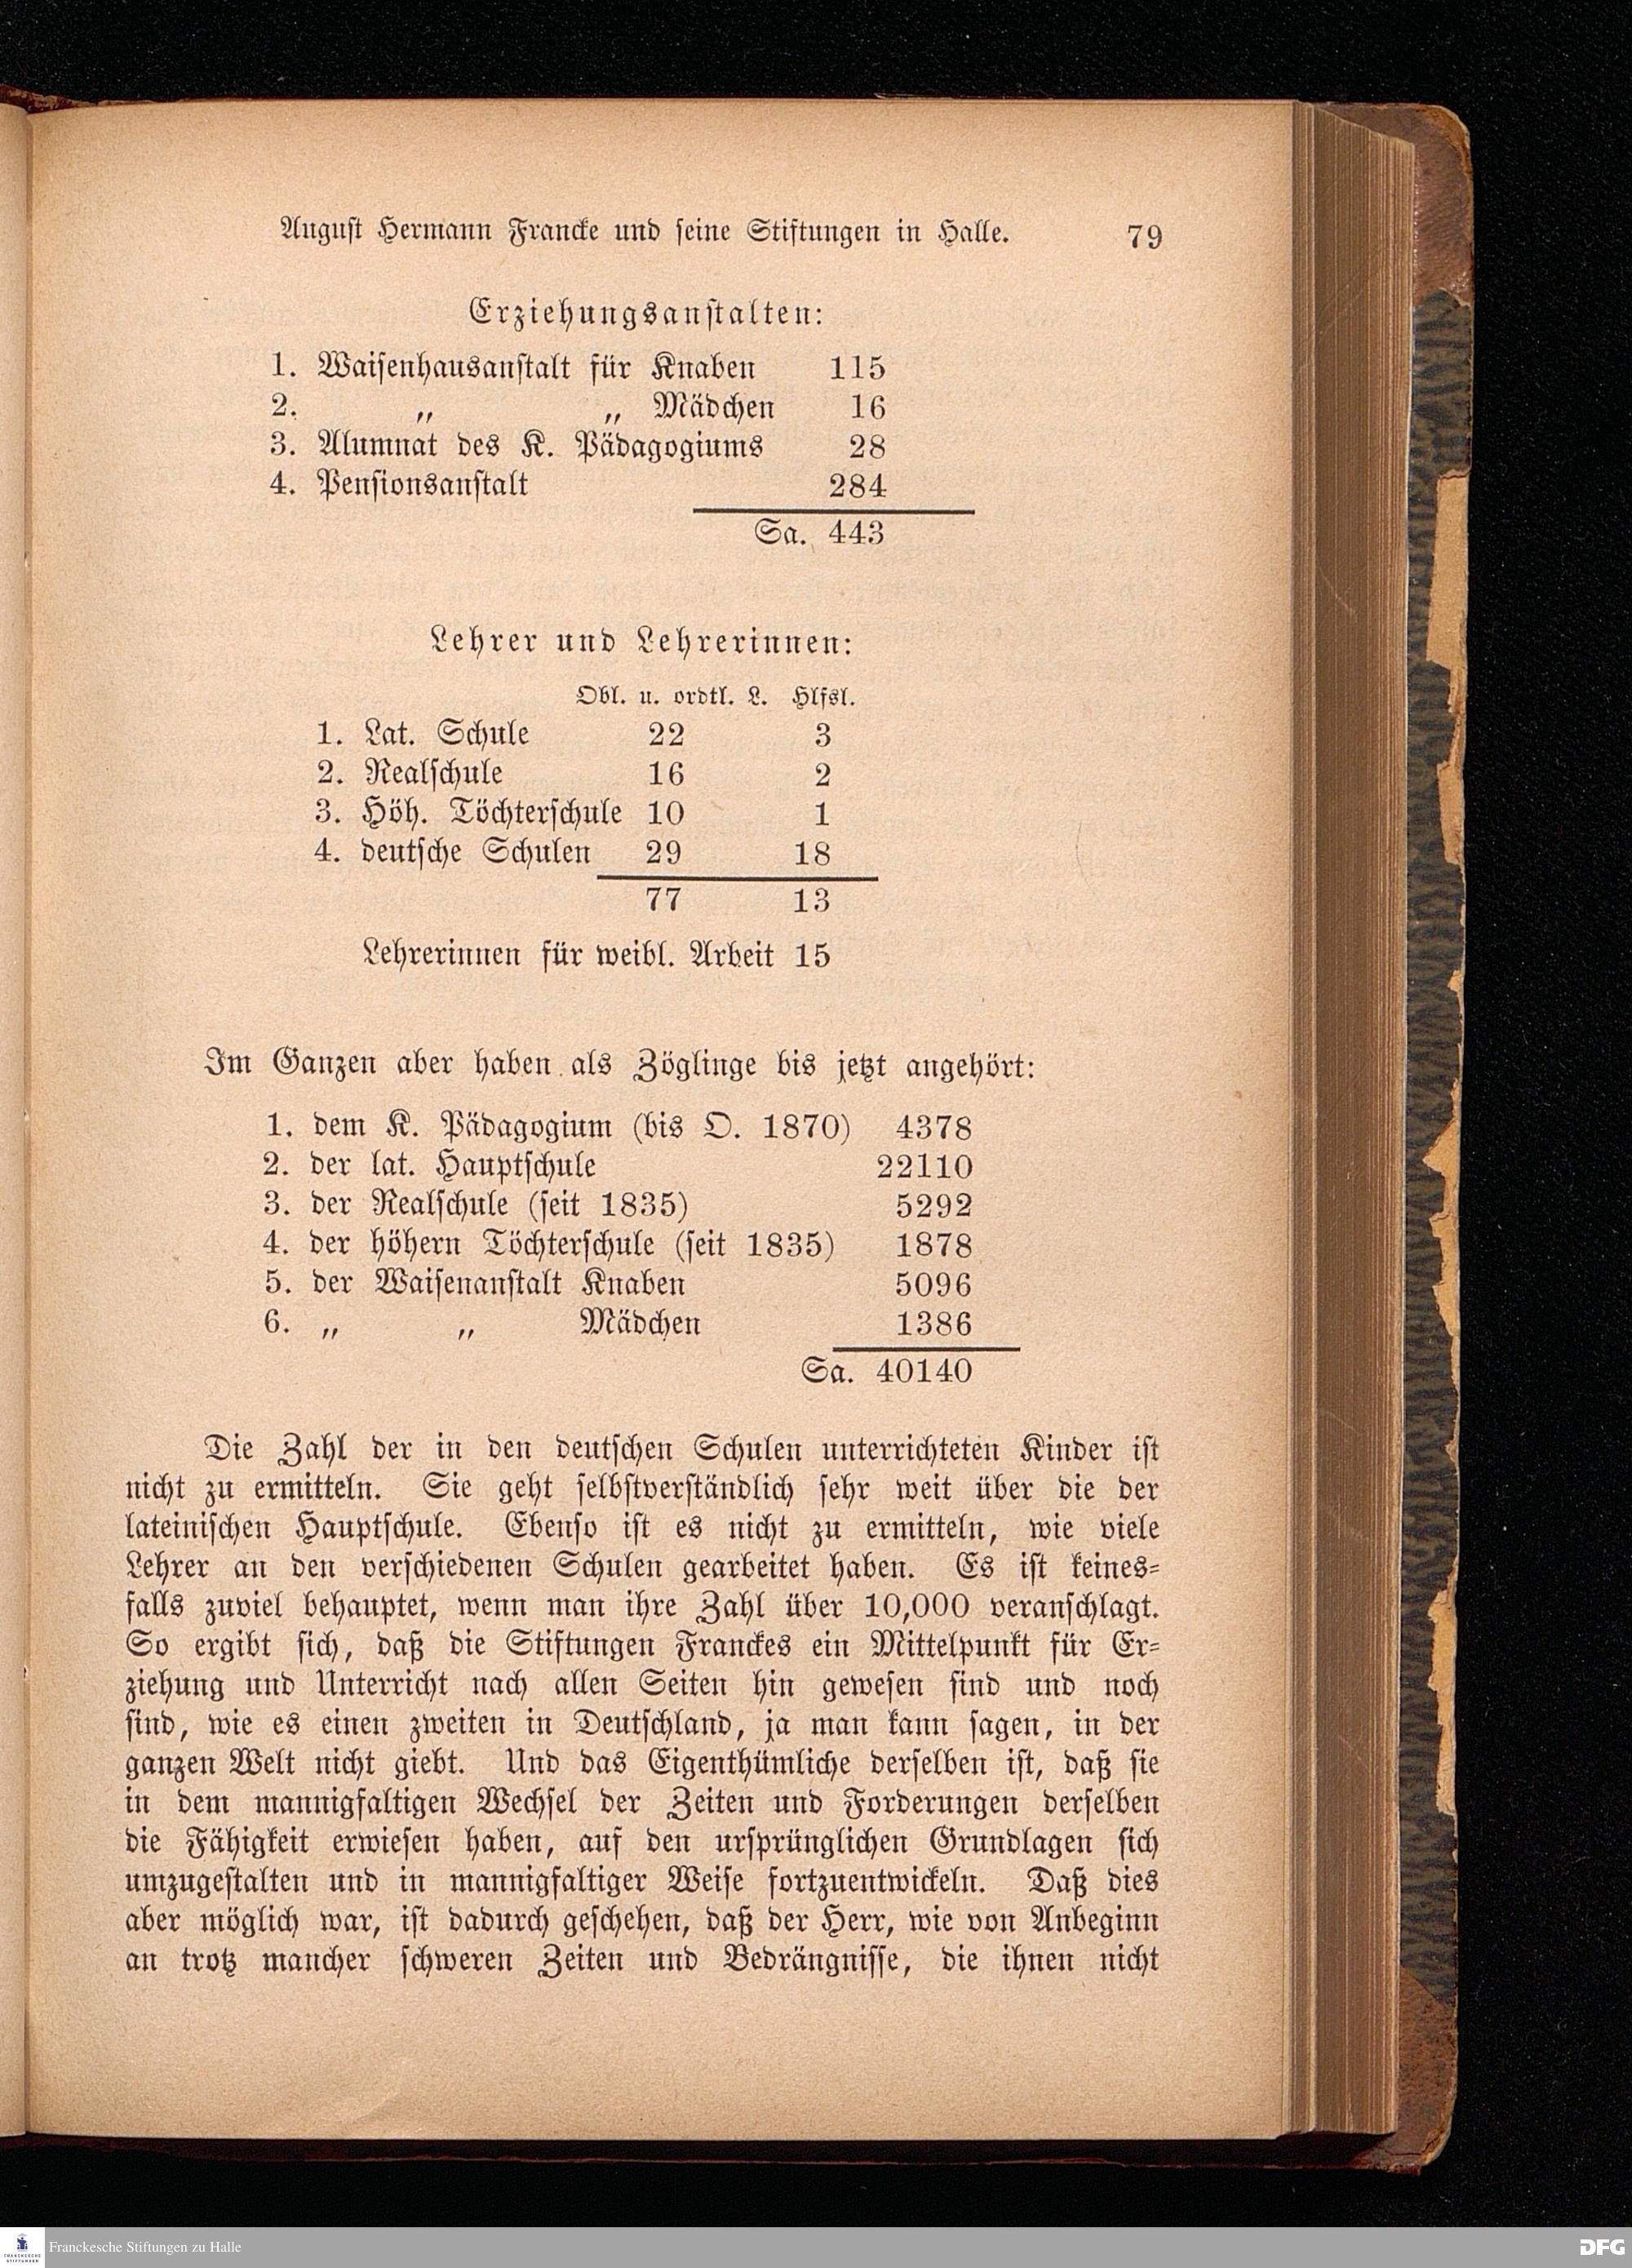 August Hermann Francke und seine Stiftungen in Halle. 79
Erziehungsanstalten:
1. Waisenhausanstalt für Knaben 115
2. „ „ Mädchen 16
3. Alumnat des K. Pädagogiums 28
4. Pensionsanstalt 284
Sa. 443
Lehrer und Lehrerinnen:
Obl. u. ordtl. L. Hlfsl.
1. Lat. Schule 22 3
2. Realschule 16 2
3. Höh. Töchterschule 10 1
4. deutsche Schulen 29 18
77 13
Lehrerinnen für weibl. Arbeit 15
Im Ganzen aber haben als Zöglinge bis jetzt angehört:
1. dem K. Pädagogium (bis O. 1870) 4378
2. der lat. Hauptschule 22110
3. der Realschule (seit 1835) 5292
4. der höhern Töchterschule (seit 1835) 1878
5. der Waisenanstalt Knaben 5096
6. „ „ Mädchen 1386
Sa. 40140
Die Zahl der in den deutschen Schulen unterrichteten Kinder ist
nicht zu ermitteln. Sie geht selbstverständlich sehr weit über die der
lateinischen Hauptschule. Ebenso ist es nicht zu ermitteln, wie viele
Lehrer an den verschiedenen Schulen gearbeitet haben. Es ist keines-
falls zuviel behauptet, wenn man ihre Zahl über 10,000 veranschlagt.
So ergibt sich, daß die Stiftungen Franckes ein Mittelpunkt für Er-
ziehung und Unterricht nach allen Seiten hin gewesen sind und noch
sind, wie es einen zweiten in Deutschland, ja man kann sagen, in der
ganzen Welt nicht giebt. Und das Eigenthümliche derselben ist, daß sie
in dem mannigfaltigen Wechsel der Zeiten und Forderungen derselben
die Fähigkeit erwiesen haben, auf den ursprünglichen Grundlagen sich
umzugestalten und in mannigfaltiger Weise fortzuentwickeln. Daß dies
aber möglich war, ist dadurch geschehen, daß der Herr, wie von Anbeginn
an trotz mancher schweren Zeiten und Bedrängnisse, die ihnen nicht
FRANCKESCHE
STIFTUNGEN
Franckesche Stiftungen zu Halle
DFG